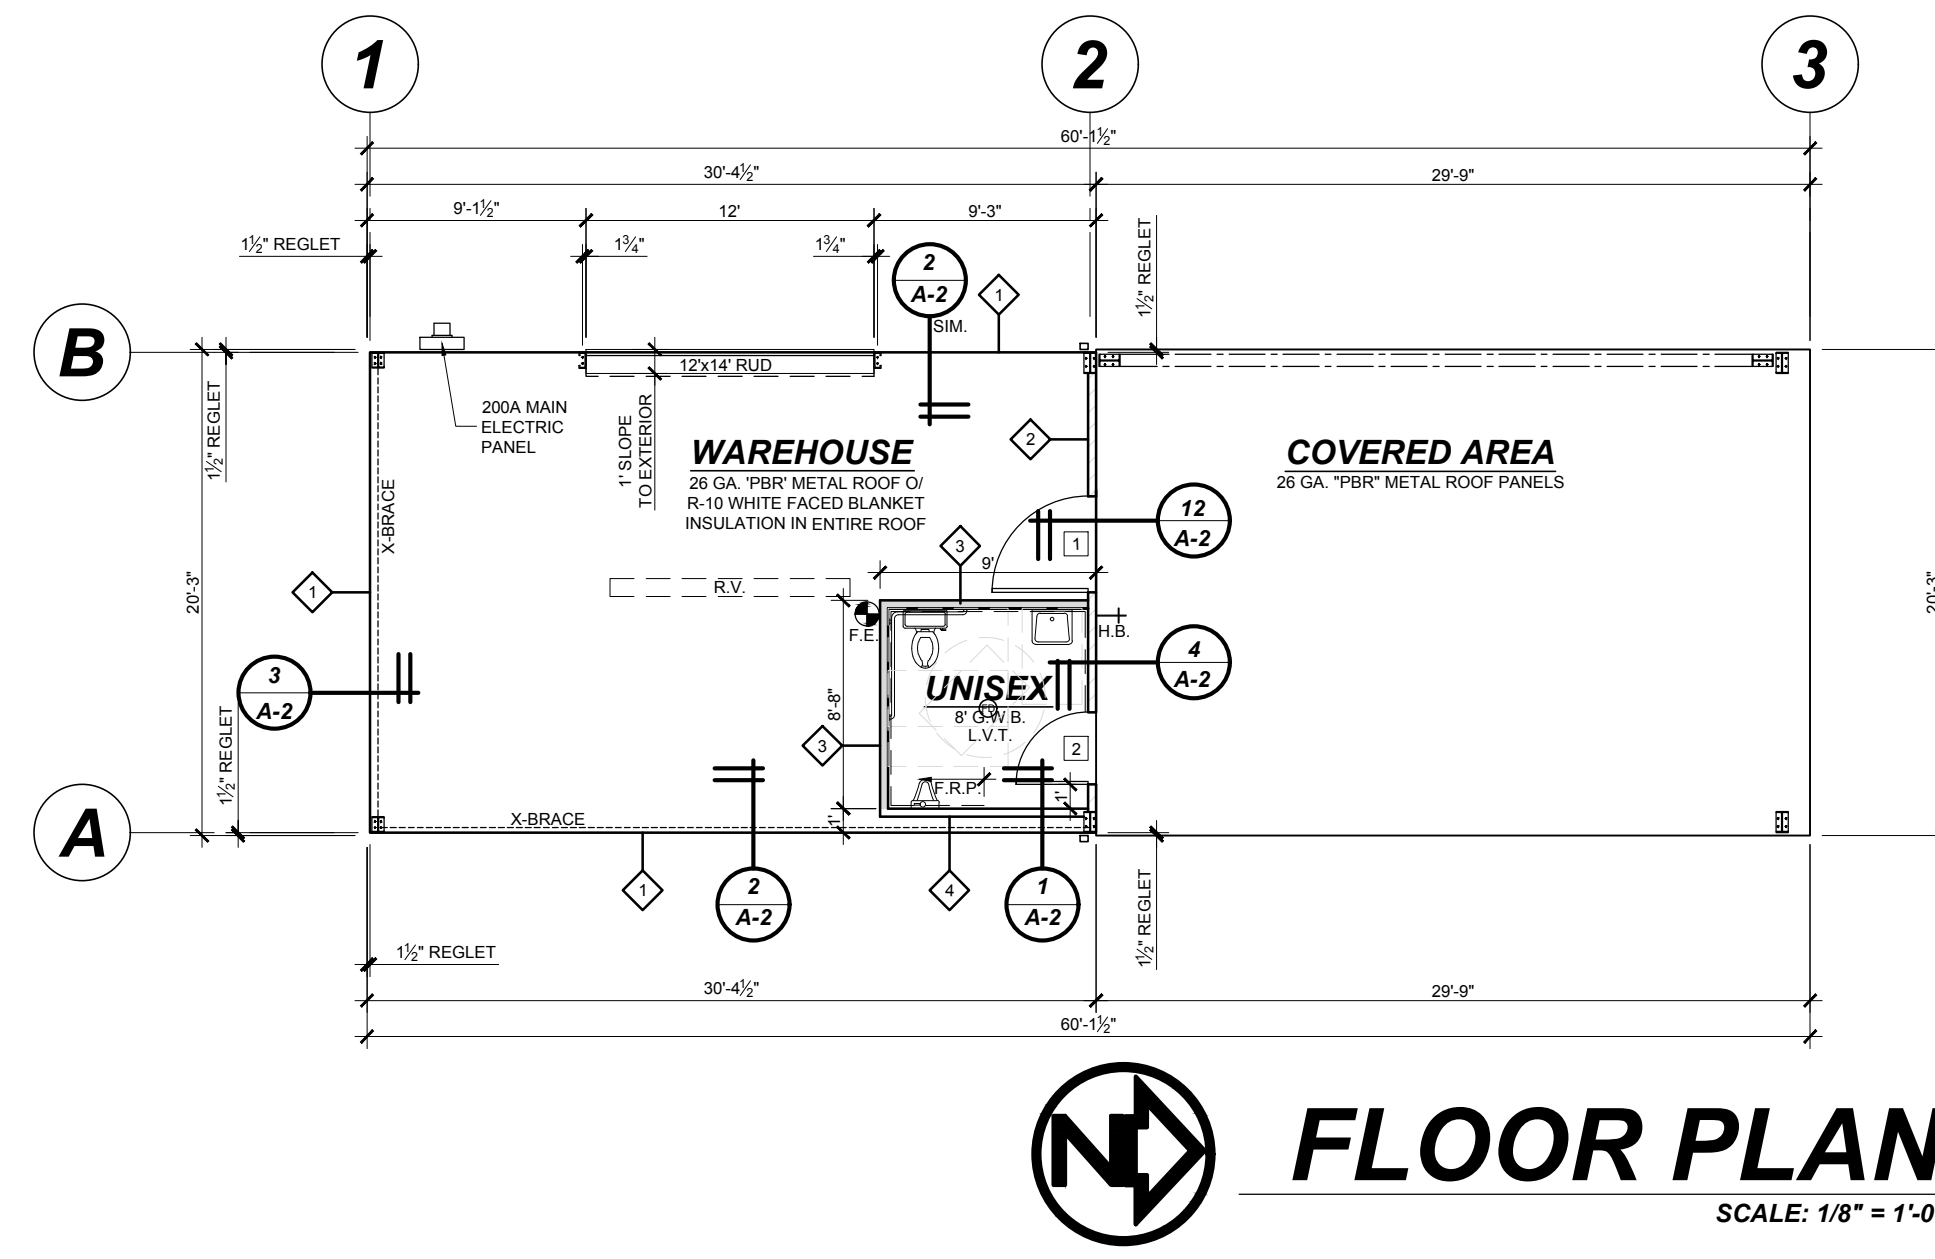 1
2
3
60'-1½"
30'-4½"
29'-9"
9'-1½"
12'
9'-3"
1½" REGLET
1¾"
1¾"
1½" REGLET
2
A-2
SIM.
1
B
1½" REGLET
12'x14' RUD
200A MAIN
ELECTRIC
PANEL
1' SLOPE
TO EXTERIOR
X-BRACE
WAREHOUSE
26 GA. 'PBR' METAL ROOF O/
R-10 WHITE FACED BLANKET
INSULATION IN ENTIRE ROOF
2
COVERED AREA
26 GA. "PBR" METAL ROOF PANELS
12
A-2
1
3
9'
20'-3"
1
R.V.
F.E.
H.B.
20'-3"
3
A-2
4
A-2
UNISEX
FD
8' G.W.B.
L.V.T.
8'-8"
3
2
1½" REGLET
F.R.P.
1'
1'
A
X-BRACE
1
2
A-2
4
1
A-2
1½" REGLET
1½" REGLET
30'-4½"
29'-9"
60'-1½"
N
FLOOR PLAN
SCALE: 1/8" = 1'-0